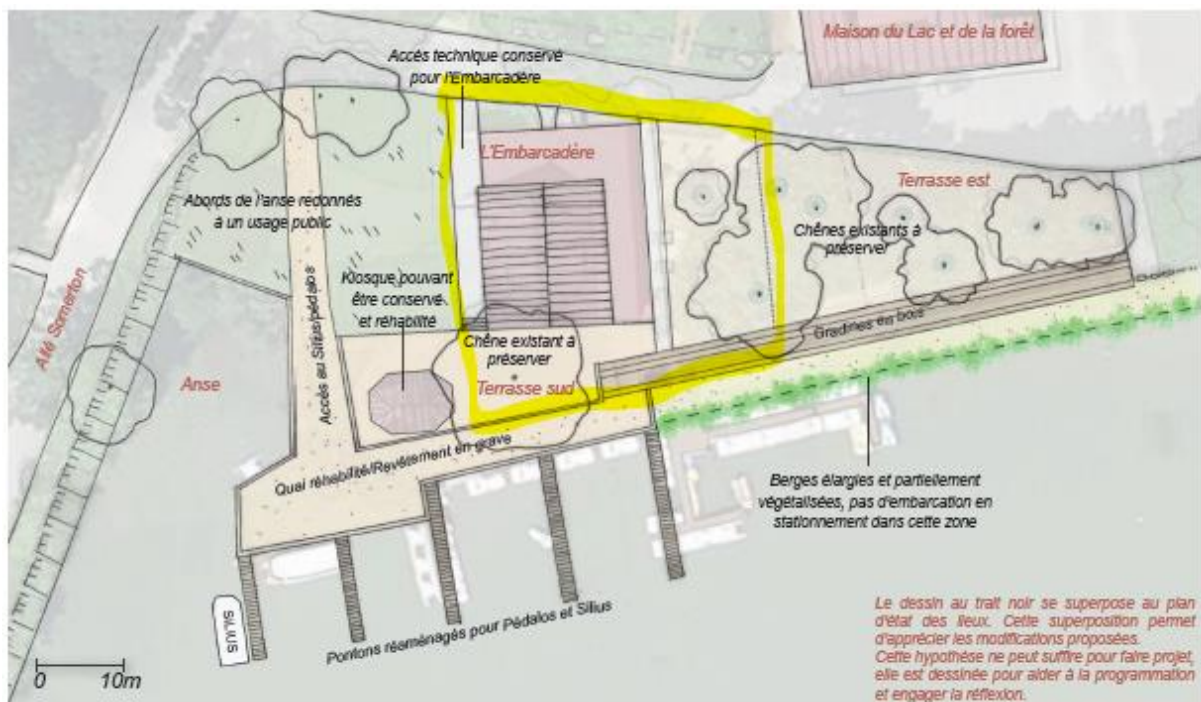 Maison du Lac et de la forêt
Accès technique conservé
pour l'Embarcadère
L'Embarcadère
Terrasse est
Abords de l'anse redonnés
à un usage public
Chênes existants à
préserver
Kiosque pouvant
être conservé
et réhabilité
Allé Somerton
Anse
Accès au Silius/pédalos
Chêne existant à
préserver
Terrasse sud
Gradines en bois
Quai réhabilité/Revêtement en grave
Berges élargies et partiellement
végétalisées, pas d'embarcation en
stationnement dans cette zone
SILIUS
Pontons réaménagés pour Pédalos et Silius
0 10m
Le dessin au trait noir se superpose au plan
d'état des lieux. Cette superposition permet
d'apprécier les modifications proposées.
Cette hypothèse ne peut suffire pour faire projet,
elle est dessinée pour aider à la programmation
et engager la réflexion.